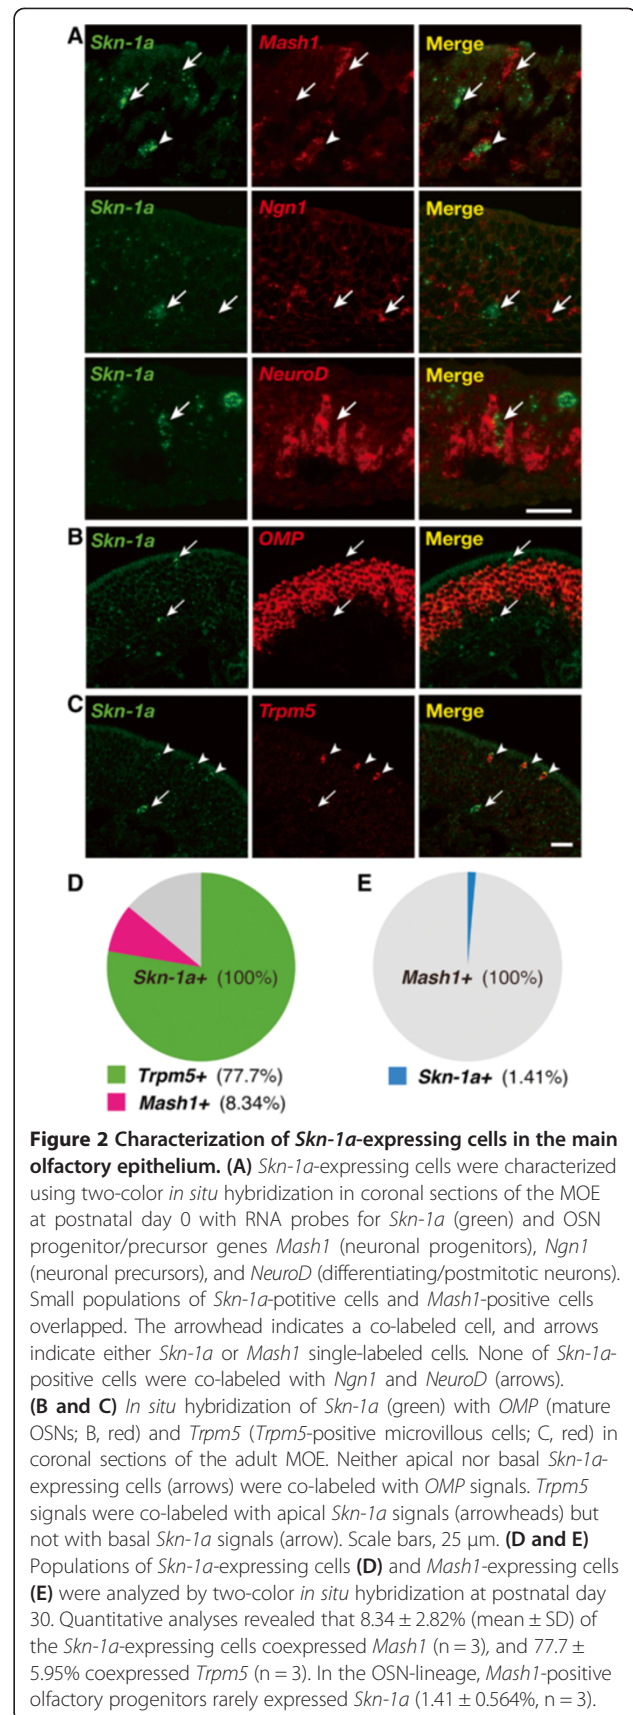 A
Skn-1a
Mash1
Merge
Skn-1a
Ngn1
Merge
Skn-1a
NeuroD
Merge
B
Skn-1a
OMP
Merge
C
Skn-1a
Trpm5
Merge
D
Skn-1a+ (100%)
Trpm5+ (77.7%)
Mash1+ (8.34%)
E
Mash1+ (100%)
Skn-1a+ (1.41%)
Figure 2 Characterization of Skn-1a-expressing cells in the main
olfactory epithelium. (A) Skn-1a-expressing cells were characterized
using two-color in situ hybridization in coronal sections of the MOE
at postnatal day 0 with RNA probes for Skn-1a (green) and OSN
progenitor/precursor genes Mash1 (neuronal progenitors), Ngn1
(neuronal precursors), and NeuroD (differentiating/postmitotic neurons).
Small populations of Skn-1a-potitive cells and Mash1-positive cells
overlapped. The arrowhead indicates a co-labeled cell, and arrows
indicate either Skn-1a or Mash1 single-labeled cells. None of Skn-1a-
positive cells were co-labeled with Ngn1 and NeuroD (arrows).
(B and C) In situ hybridization of Skn-1a (green) with OMP (mature
OSNs; B, red) and Trpm5 (Trpm5-positive microvillous cells; C, red) in
coronal sections of the adult MOE. Neither apical nor basal Skn-1a-
expressing cells (arrows) were co-labeled with OMP signals. Trpm5
signals were co-labeled with apical Skn-1a signals (arrowheads) but
not with basal Skn-1a signals (arrow). Scale bars, 25 μm. (D and E)
Populations of Skn-1a-expressing cells (D) and Mash1-expressing cells
(E) were analyzed by two-color in situ hybridization at postnatal day
30. Quantitative analyses revealed that 8.34 ± 2.82% (mean ± SD) of
the Skn-1a-expressing cells coexpressed Mash1 (n = 3), and 77.7 ±
5.95% coexpressed Trpm5 (n = 3). In the OSN-lineage, Mash1-positive
olfactory progenitors rarely expressed Skn-1a (1.41 ± 0.564%, n = 3).